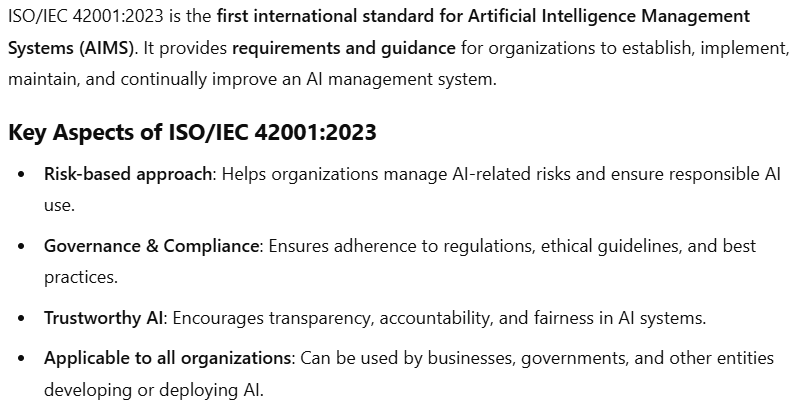 ISO/IEC 42001:2023 is the first international standard for Artificial Intelligence Management
Systems (AIMS). It provides requirements and guidance for organizations to establish, implement,
maintain, and continually improve an AI management system.
Key Aspects of ISO/IEC 42001:2023
• Risk-based approach: Helps organizations manage AI-related risks and ensure responsible AI
use.
• Governance & Compliance: Ensures adherence to regulations, ethical guidelines, and best
practices.
• Trustworthy AI: Encourages transparency, accountability, and fairness in AI systems.
• Applicable to all organizations: Can be used by businesses, governments, and other entities
developing or deploying AI.